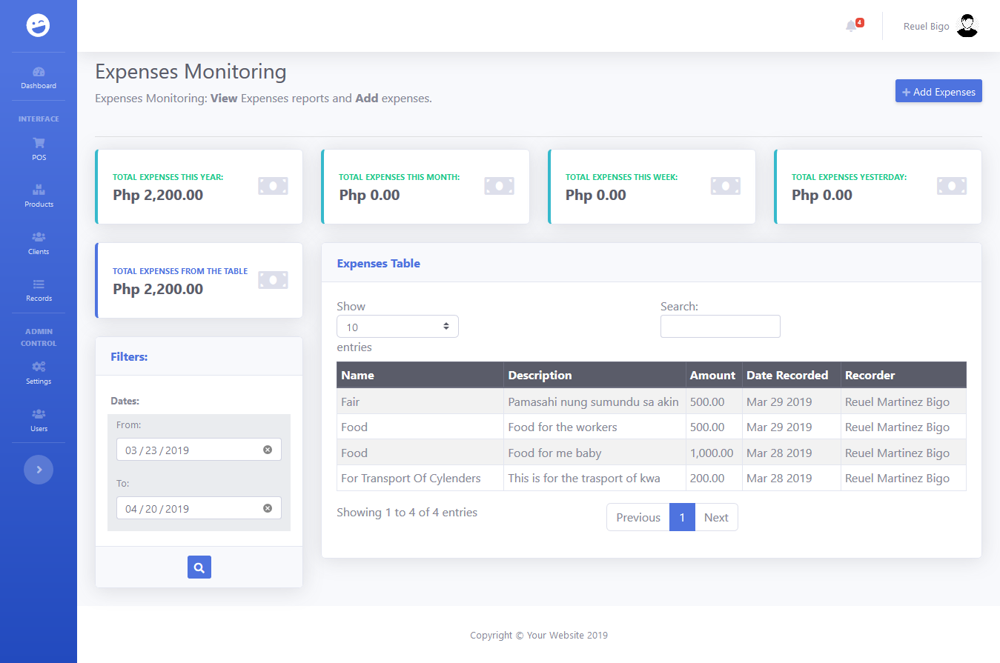 4
Reuel Bigo
Dashboard
INTERFACE
POS
Products
Clients
Records
ADMIN
CONTROL
Settings
Users
Expenses Monitoring
Expenses Monitoring: View Expenses reports and Add expenses.
+ Add Expenses
TOTAL EXPENSES THIS YEAR:
Php 2,200.00
TOTAL EXPENSES THIS MONTH:
Php 0.00
TOTAL EXPENSES THIS WEEK:
Php 0.00
TOTAL EXPENSES YESTERDAY:
Php 0.00
TOTAL EXPENSES FROM THE TABLE
Php 2,200.00
Filters:
Dates:
From:
03 / 23 / 2019
To:
04 / 20 / 2019
Expenses Table
Show
10
entries
Search:
Name Description Amount Date Recorded Recorder
Fair Pamasahi nung sumundu sa akin 500.00 Mar 29 2019 Reuel Martinez Bigo
Food Food for the workers 500.00 Mar 29 2019 Reuel Martinez Bigo
Food Food for me baby 1,000.00 Mar 28 2019 Reuel Martinez Bigo
For Transport Of Cylenders This is for the trasport of kwa 200.00 Mar 28 2019 Reuel Martinez Bigo
Showing 1 to 4 of 4 entries
Previous 1 Next
Copyright © Your Website 2019